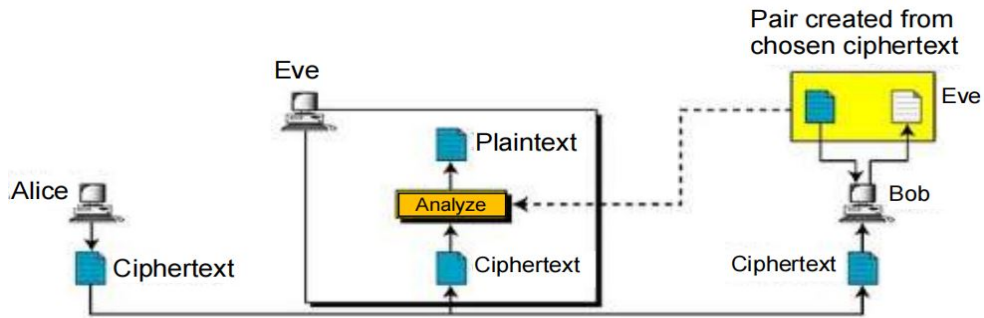 Pair created from
chosen ciphertext
Eve
Eve
Plaintext
Alice
Analyze
Bob
Ciphertext
Ciphertext
Ciphertext